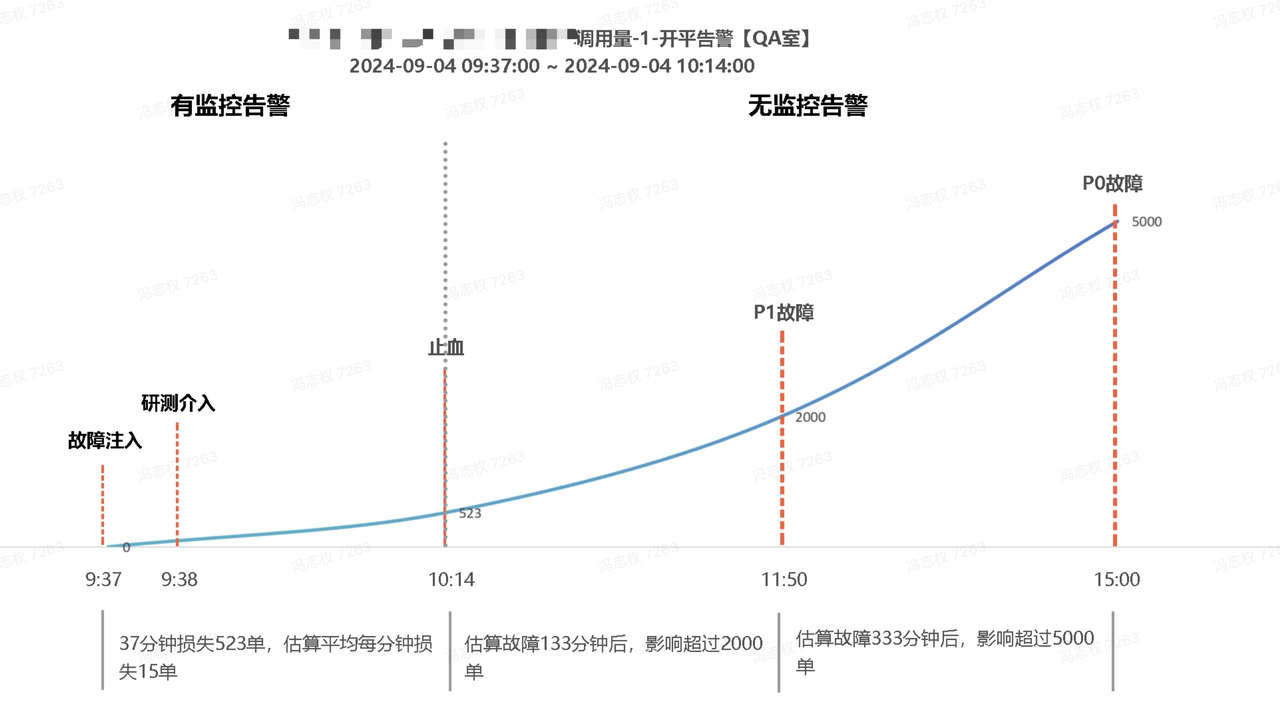 调用量-1-开平告警【QA室】
2024-09-04 09:37:00 ~ 2024-09-04 10:14:00
有监控告警
无监控告警
P0故障
5000
P1故障
止血
研测介入
2000
故障注入
523
0
9:37
9:38
10:14
11:50
15:00
37分钟损失523单，估算平均每分钟损
失15单
估算故障133分钟后，影响超过2000
单
估算故障333分钟后，影响超过5000
单
冯志权 7263